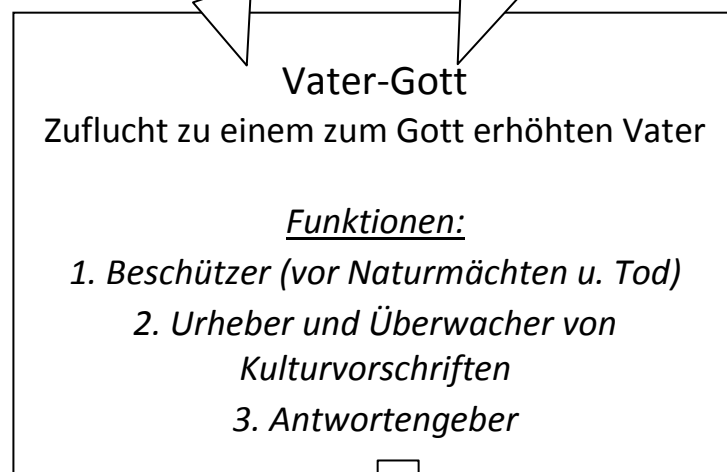 Vater-Gott
Zuflucht zu einem zum Gott erhöhten Vater
Funktionen:
1. Beschützer (vor Naturmächten u. Tod)
2. Urheber und Überwacher von
Kulturvorschriften
3. Antwortengeber